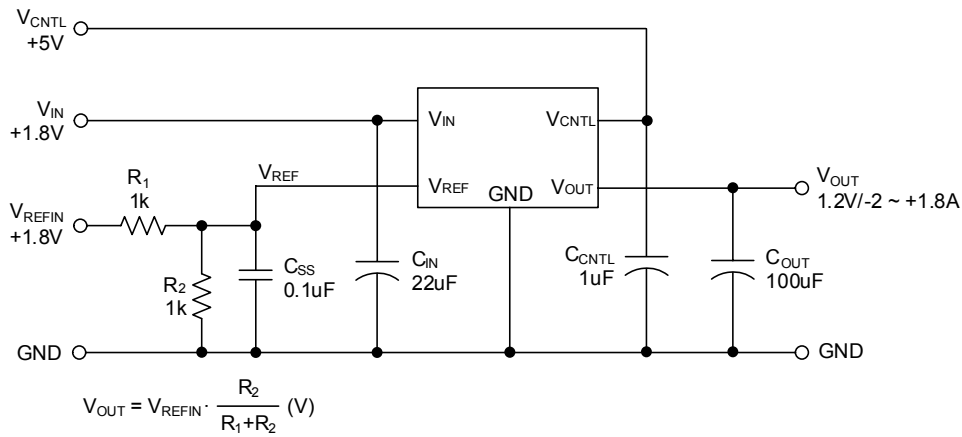 VCNTL
+5V
VIN
+1.8V
VIN
VCNTL
VREF
VREF
GND
VOUT
VOUT
1.2V/-2 ~ +1.8A
R1
1k
VREFIN
+1.8V
R2
1k
CSS
0.1uF
CIN
22uF
CCNTL
1uF
COUT
100uF
GND
GND
VOUT = VREFIN · R2 / R1+R2 (V)